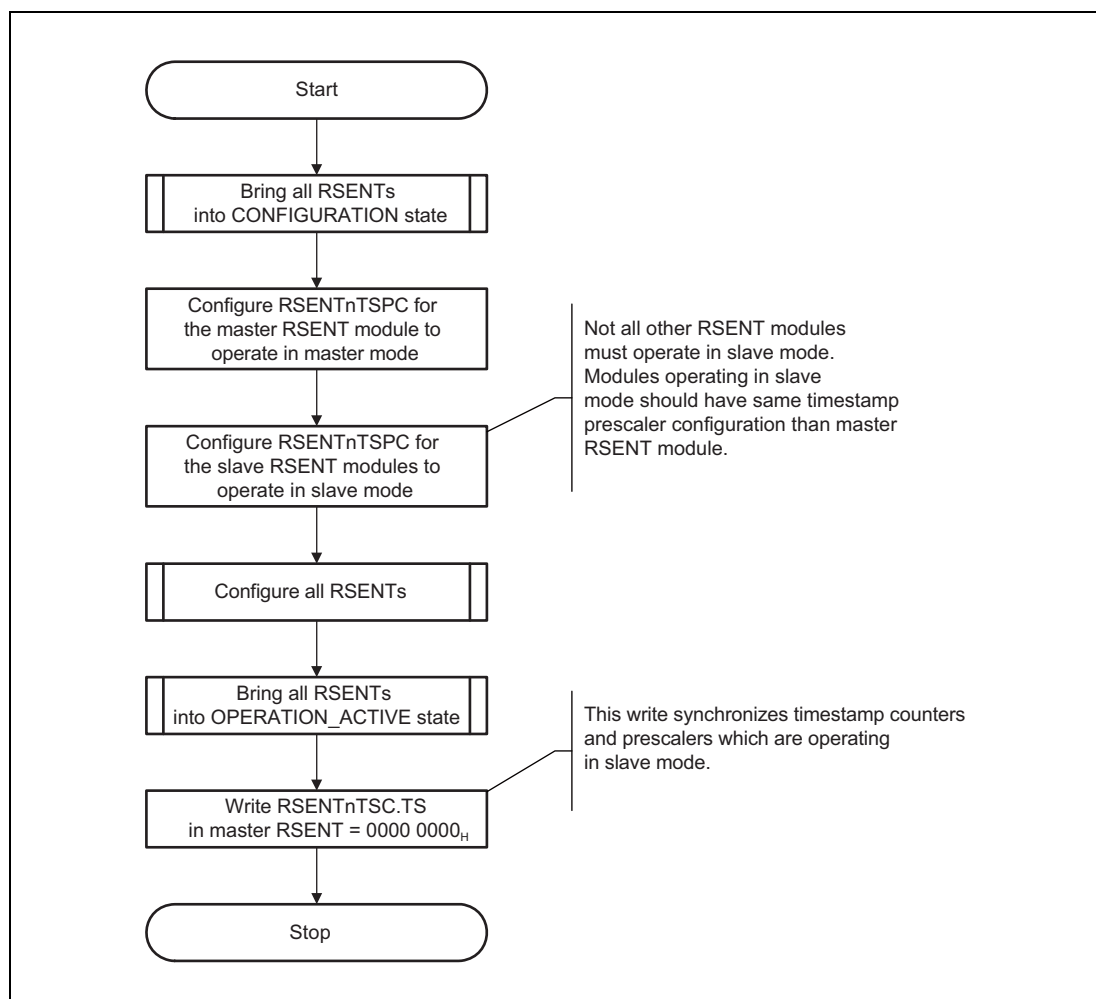 Start
Bring all RSENTs
into CONFIGURATION state
Configure RSENTnTSPC for
the master RSENT module to
operate in master mode
Not all other RSENT modules
must operate in slave mode.
Modules operating in slave
mode should have same timestamp
prescaler configuration than master
RSENT module.
Configure RSENTnTSPC for
the slave RSENT modules to
operate in slave mode
Configure all RSENTs
Bring all RSENTs
into OPERATION_ACTIVE state
This write synchronizes timestamp counters
and prescalers which are operating
in slave mode.
Write RSENTnTSC.TS
in master RSENT = 0000 0000H
Stop